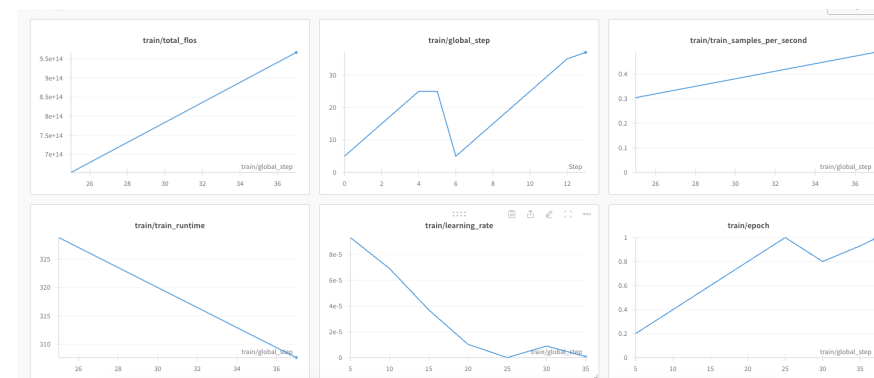 train/total_flos
9.5e+14
9e+14
8.5e+14
8e+14
7.5e+14
7e+14
train/global_step
26 28 30 32 34 36
train/global_step
30
20
10
0
Step
0 2 4 6 8 10 12
train/train_samples_per_second
0.4
0.3
0.2
0.1
0
train/global_step
26 28 30 32 34 36
train/train_runtime
325
320
315
310
train/global_step
26 28 30 32 34 36
train/learning_rate
8e-5
6e-5
4e-5
2e-5
0
train/global_step
5 10 15 20 25 30 35
train/epoch
1
0.8
0.6
0.4
0.2
0
train/global_step
5 10 15 20 25 30 35